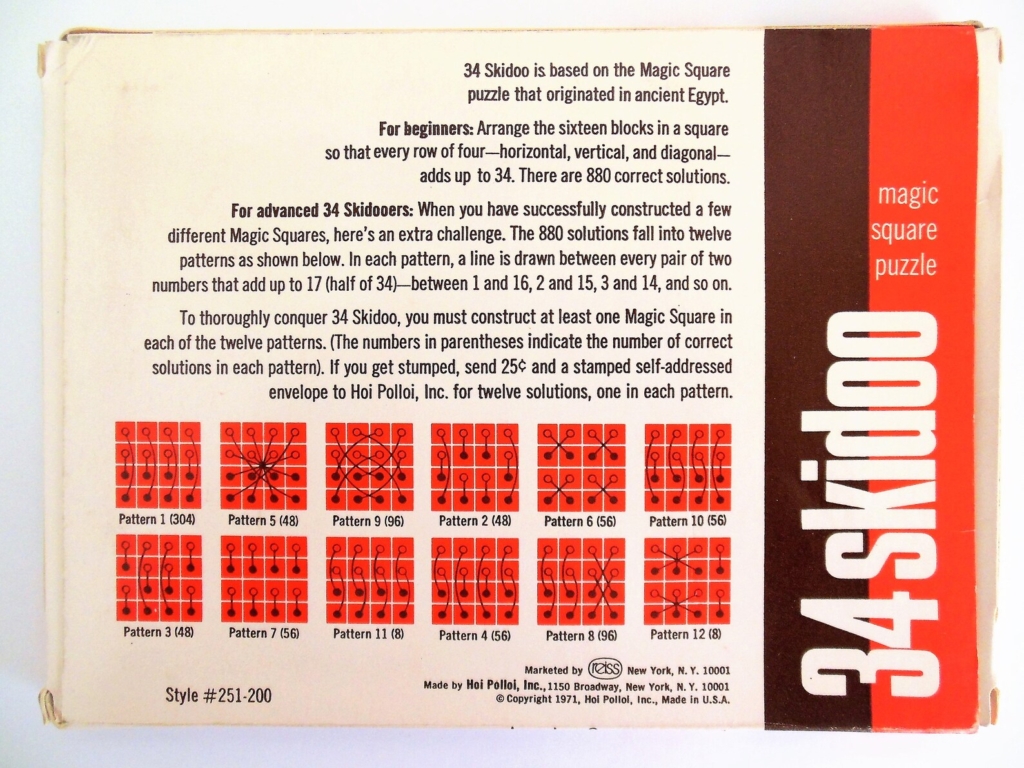 34 Skidoo is based on the Magic Square
puzzle that originated in ancient Egypt.
For beginners: Arrange the sixteen blocks in a square
so that every row of four—horizontal, vertical, and diagonal—
adds up to 34. There are 880 correct solutions.
For advanced 34 Skidooers: When you have successfully constructed a few
different Magic Squares, here's an extra challenge. The 880 solutions fall into twelve
patterns as shown below. In each pattern, a line is drawn between every pair of two
numbers that add up to 17 (half of 34)—between 1 and 16, 2 and 15, 3 and 14, and so on.
To thoroughly conquer 34 Skidoo, you must construct at least one Magic Square in
each of the twelve patterns. (The numbers in parentheses indicate the number of correct
solutions in each pattern). If you get stumped, send 25¢ and a stamped self-addressed
envelope to Hoi Polloi, Inc. for twelve solutions, one in each pattern.
Pattern 1 (304) Pattern 5 (48) Pattern 9 (96) Pattern 2 (48) Pattern 6 (56) Pattern 10 (56)
Pattern 3 (48) Pattern 7 (56) Pattern 11 (8) Pattern 4 (56) Pattern 8 (96) Pattern 12 (8)
Style #251-200
Marketed by reiss New York, N. Y. 10001
Made by Hoi Polloi, Inc., 1150 Broadway, New York, N. Y. 10001
© Copyright 1971, Hoi Polloi, Inc., Made in U.S.A.
magic
square
puzzle
34 skidoo